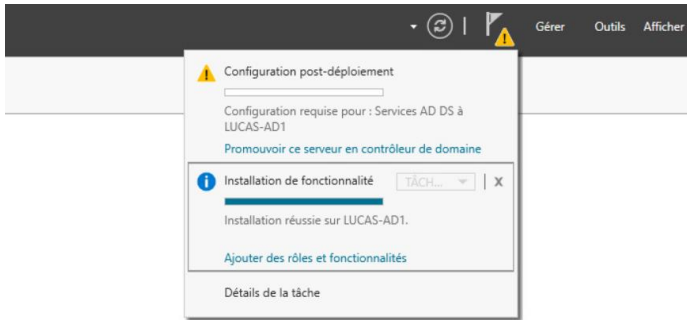 Gérer Outils Afficher
Configuration post-déploiement
Configuration requise pour : Services AD DS à
LUCAS-AD1
Promouvoir ce serveur en contrôleur de domaine
Installation de fonctionnalité TÂCH... X
Installation réussie sur LUCAS-AD1.
Ajouter des rôles et fonctionnalités
Détails de la tâche